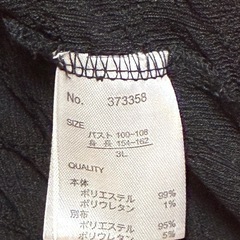 No. 373358
SIZE
バスト 100-108
身 長 154-162
3L
QUALITY
本体
ポリエステル 99%
ポリウレタン 1%
別布
ポリエステル 95%
ポリウレタン 5%